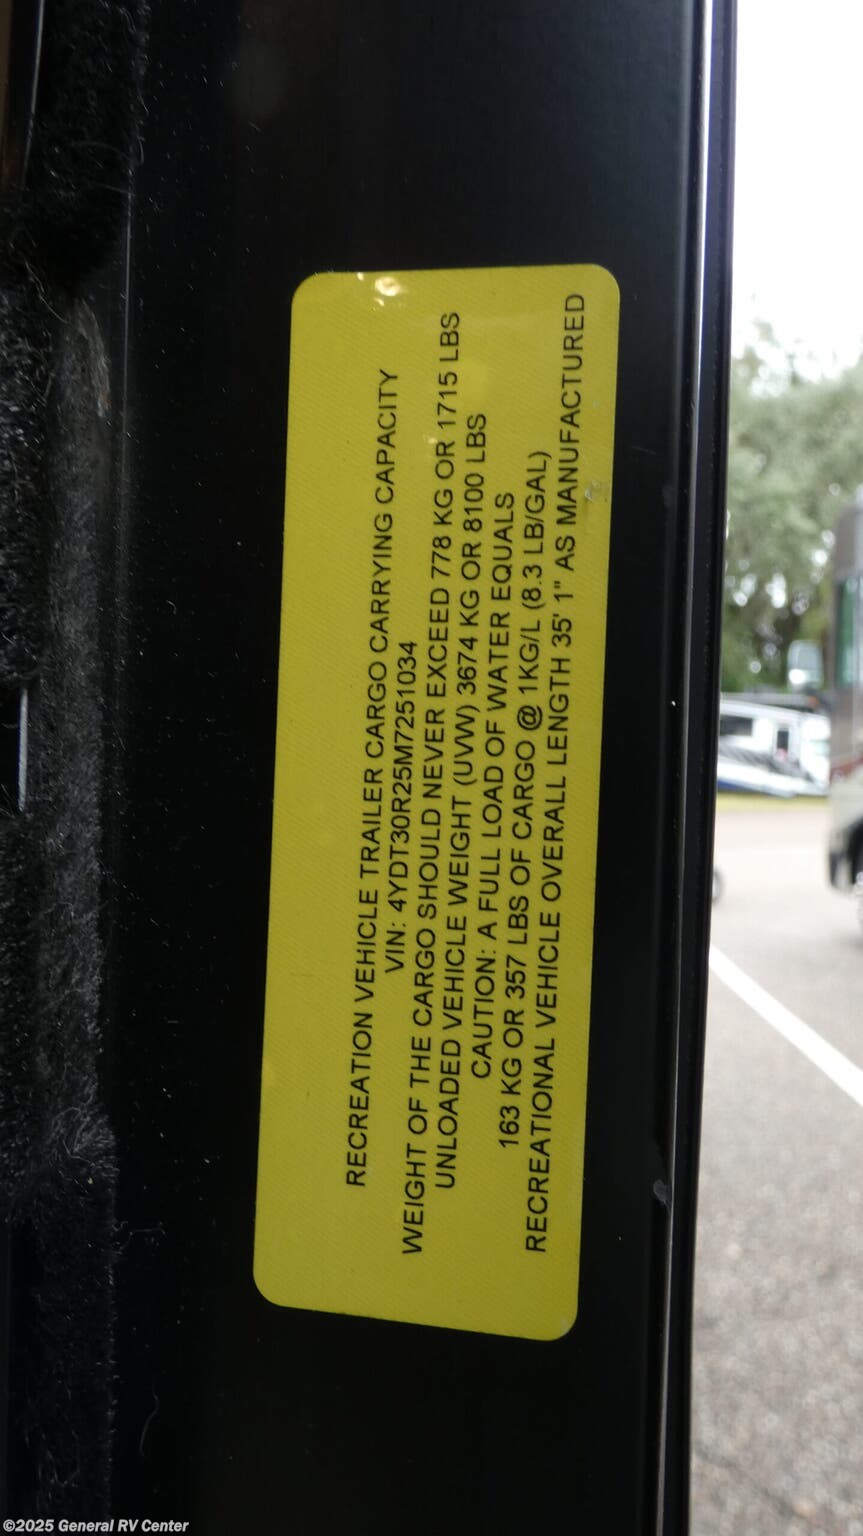 RECREATION VEHICLE TRAILER CARGO CARRYING CAPACITY
VIN: 4YDT30R25M7251034
WEIGHT OF THE CARGO SHOULD NEVER EXCEED 778 KG OR 1715 LBS
UNLOADED VEHICLE WEIGHT (UVW) 3674 KG OR 8100 LBS
CAUTION: A FULL LOAD OF WATER EQUALS
163 KG OR 357 LBS OF CARGO @ 1KG/L (8.3 LB/GAL)
RECREATIONAL VEHICLE OVERALL LENGTH 35' 1" AS MANUFACTURED
©2025 General RV Center